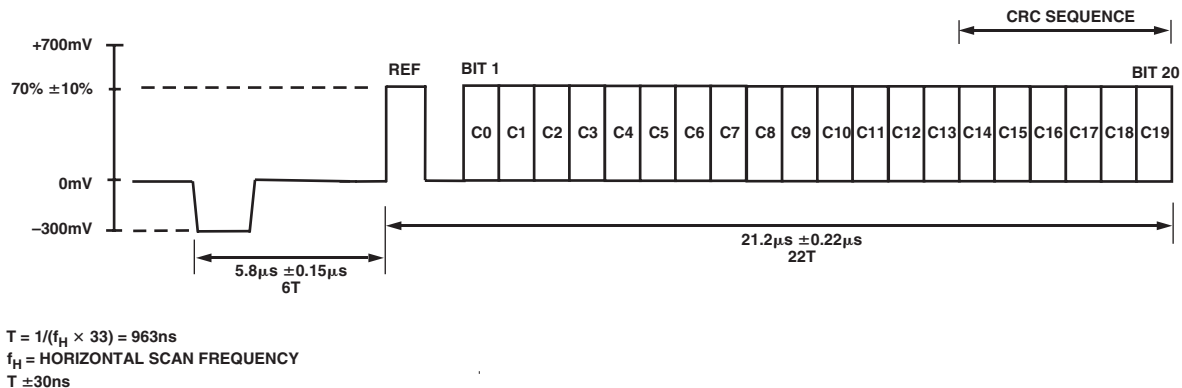 CRC SEQUENCE
+700mV
REF
BIT 1
BIT 20
70% ±10%
C0 C1 C2 C3 C4 C5 C6 C7 C8 C9 C10 C11 C12 C13 C14 C15 C16 C17 C18 C19
0mV
–300mV
21.2μs ±0.22μs
22T
5.8μs ±0.15μs
6T
T = 1/(fH × 33) = 963ns
fH = HORIZONTAL SCAN FREQUENCY
T ±30ns